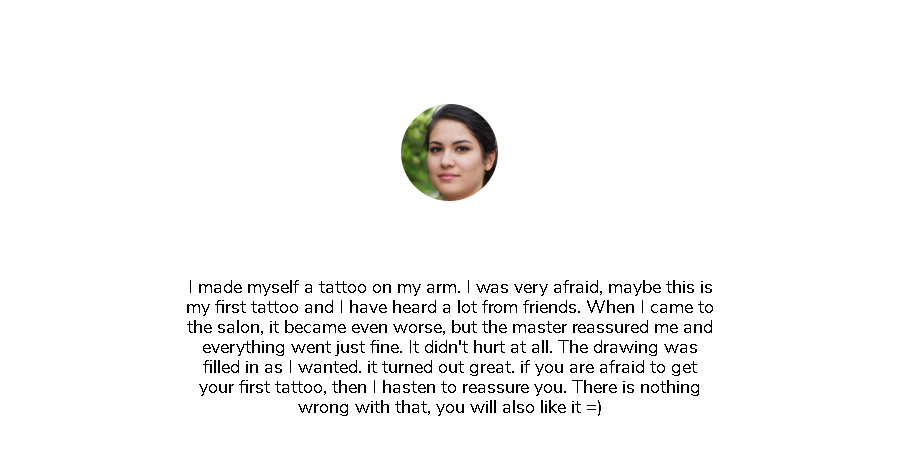 I made myself a tattoo on my arm. I was very afraid, maybe this is
my first tattoo and I have heard a lot from friends. When I came to
the salon, it became even worse, but the master reassured me and
everything went just fine. It didn't hurt at all. The drawing was
filled in as I wanted. it turned out great. if you are afraid to get
your first tattoo, then I hasten to reassure you. There is nothing
wrong with that, you will also like it =)